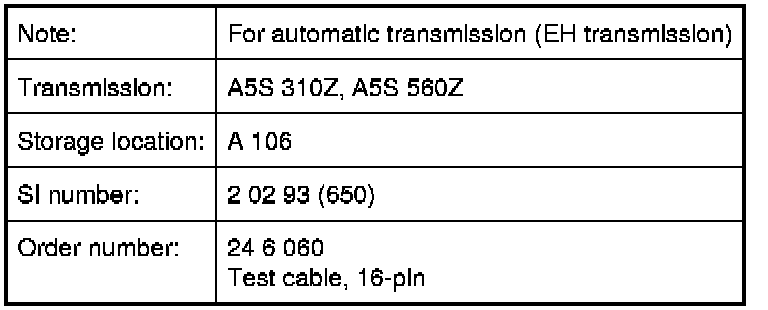 Note: For automatic transmission (EH transmission)
Transmission: A5S 310Z, A5S 560Z
Storage location: A 106
SI number: 2 02 93 (650)
Order number: 24 6 060
Test cable, 16-pin